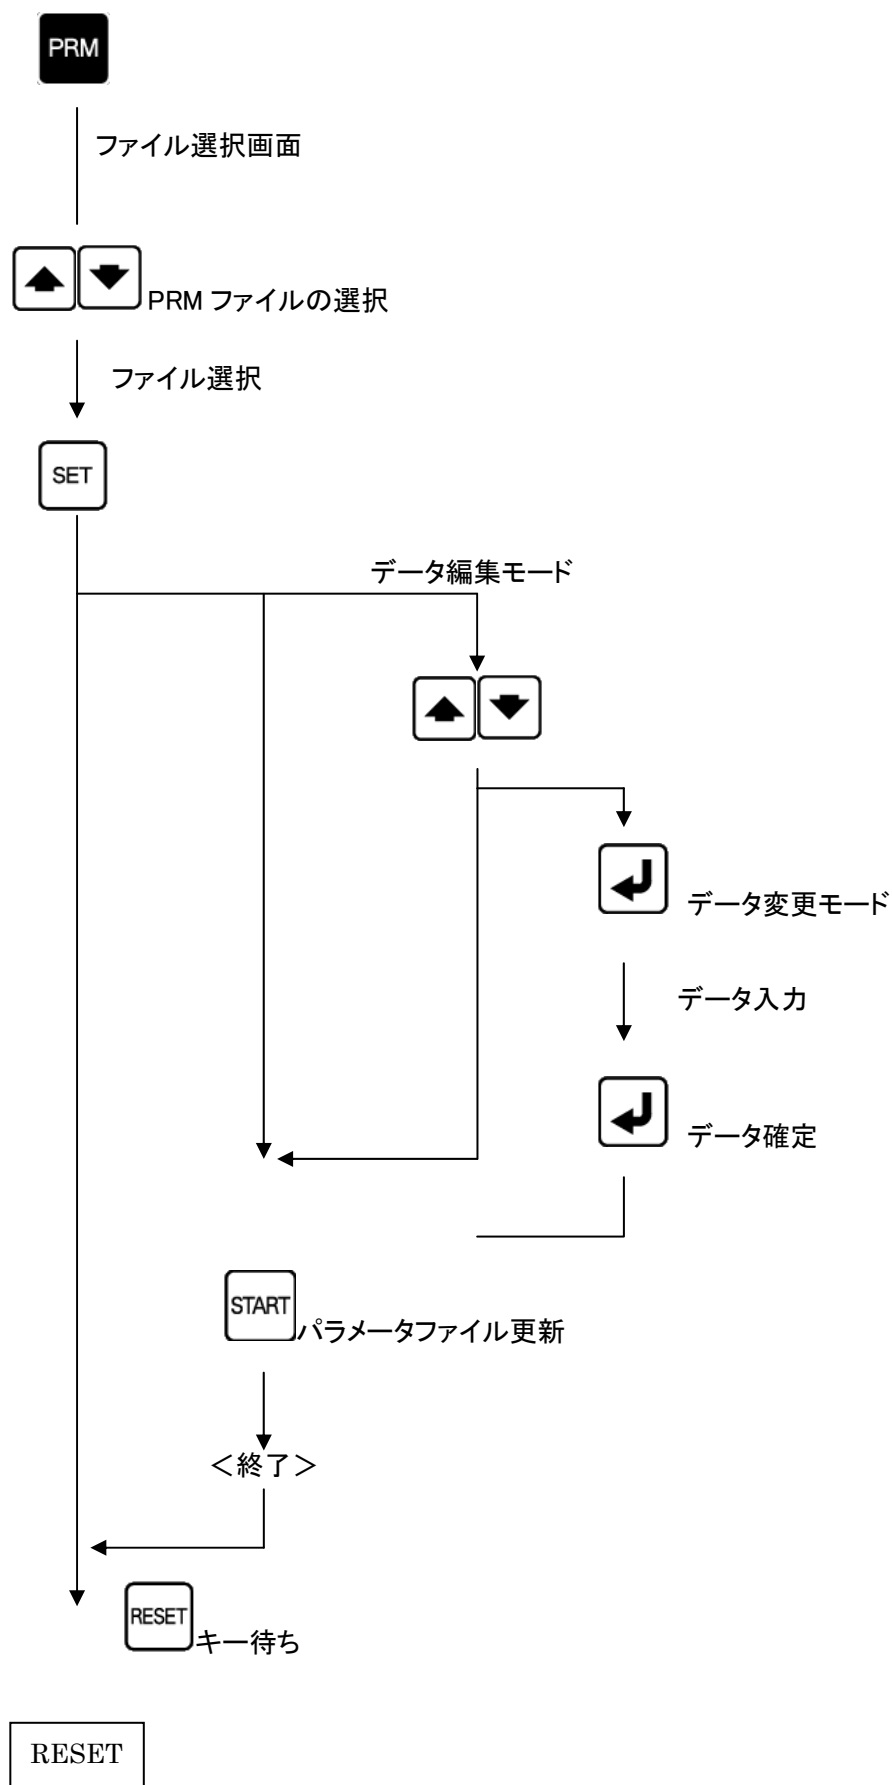 PRM
ファイル選択画面
PRM ファイルの選択
ファイル選択
SET
データ編集モード
データ変更モード
データ入力
データ確定
START
パラメータファイル更新
＜終了＞
RESET
キー待ち
RESET